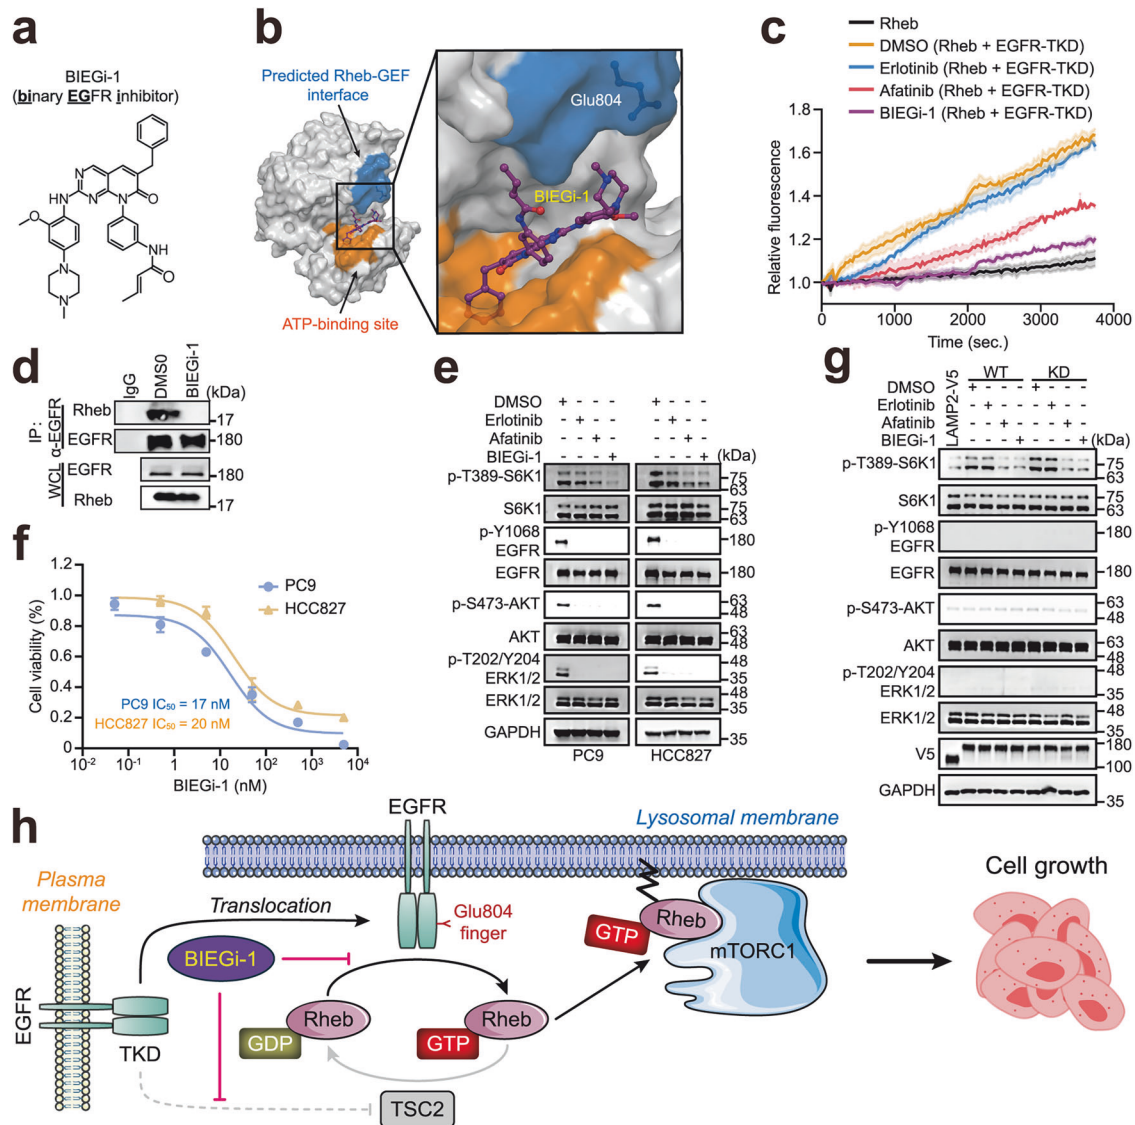 a
BIEGi-1
(binary EGFR inhibitor)
N
N
HN
N
N
O
O
N
N
HN
O
b
Predicted Rheb-GEF
interface
ATP-binding site
Glu804
BIEGi-1
c
Rheb
DMSO (Rheb + EGFR-TKD)
Erlotinib (Rheb + EGFR-TKD)
Afatinib (Rheb + EGFR-TKD)
BIEGi-1 (Rheb + EGFR-TKD)
Relative fluorescence
1.8
1.6
1.4
1.2
1.0
0 1000 2000 3000 4000
Time (sec.)
d
IgG
DMS0
BIEGi-1
(kDa)
IP:
α-EGFR
Rheb
17
EGFR
180
WCL
EGFR
180
Rheb
17
e
DMSO + - - - + - - -
Erlotinib - + - - - + - -
Afatinib - - + - - - + -
BIEGi-1 - - - + - - - + (kDa)
p-T389-S6K1
75
63
S6K1
75
63
p-Y1068
EGFR
180
EGFR
180
p-S473-AKT
63
48
AKT
63
48
p-T202/Y204
ERK1/2
48
35
ERK1/2
48
35
GAPDH
35
PC9 HCC827
f
Cell viability (%)
1.2
1.0
0.8
0.6
0.4
0.2
0
PC9
HCC827
PC9 IC50 = 17 nM
HCC827 IC50 = 20 nM
10-2 10-1 1 101 102 103 104
BIEGi-1 (nM)
g
LAMP2-V5
WT KD
DMSO - + - - - + - - -
Erlotinib - - + - - - + - -
Afatinib - - - + - - - + -
BIEGi-1 - - - - + - - - + (kDa)
p-T389-S6K1
75
63
S6K1
75
63
p-Y1068
EGFR
180
EGFR
180
p-S473-AKT
63
48
AKT
63
48
p-T202/Y204
ERK1/2
48
35
ERK1/2
48
35
V5
180
100
GAPDH
35
h
Plasma
membrane
EGFR
TKD
Translocation
BIEGi-1
EGFR
Glu804
finger
Rheb
GDP
Rheb
GTP
TSC2
Lysosomal membrane
Rheb
GTP
mTORC1
Cell growth